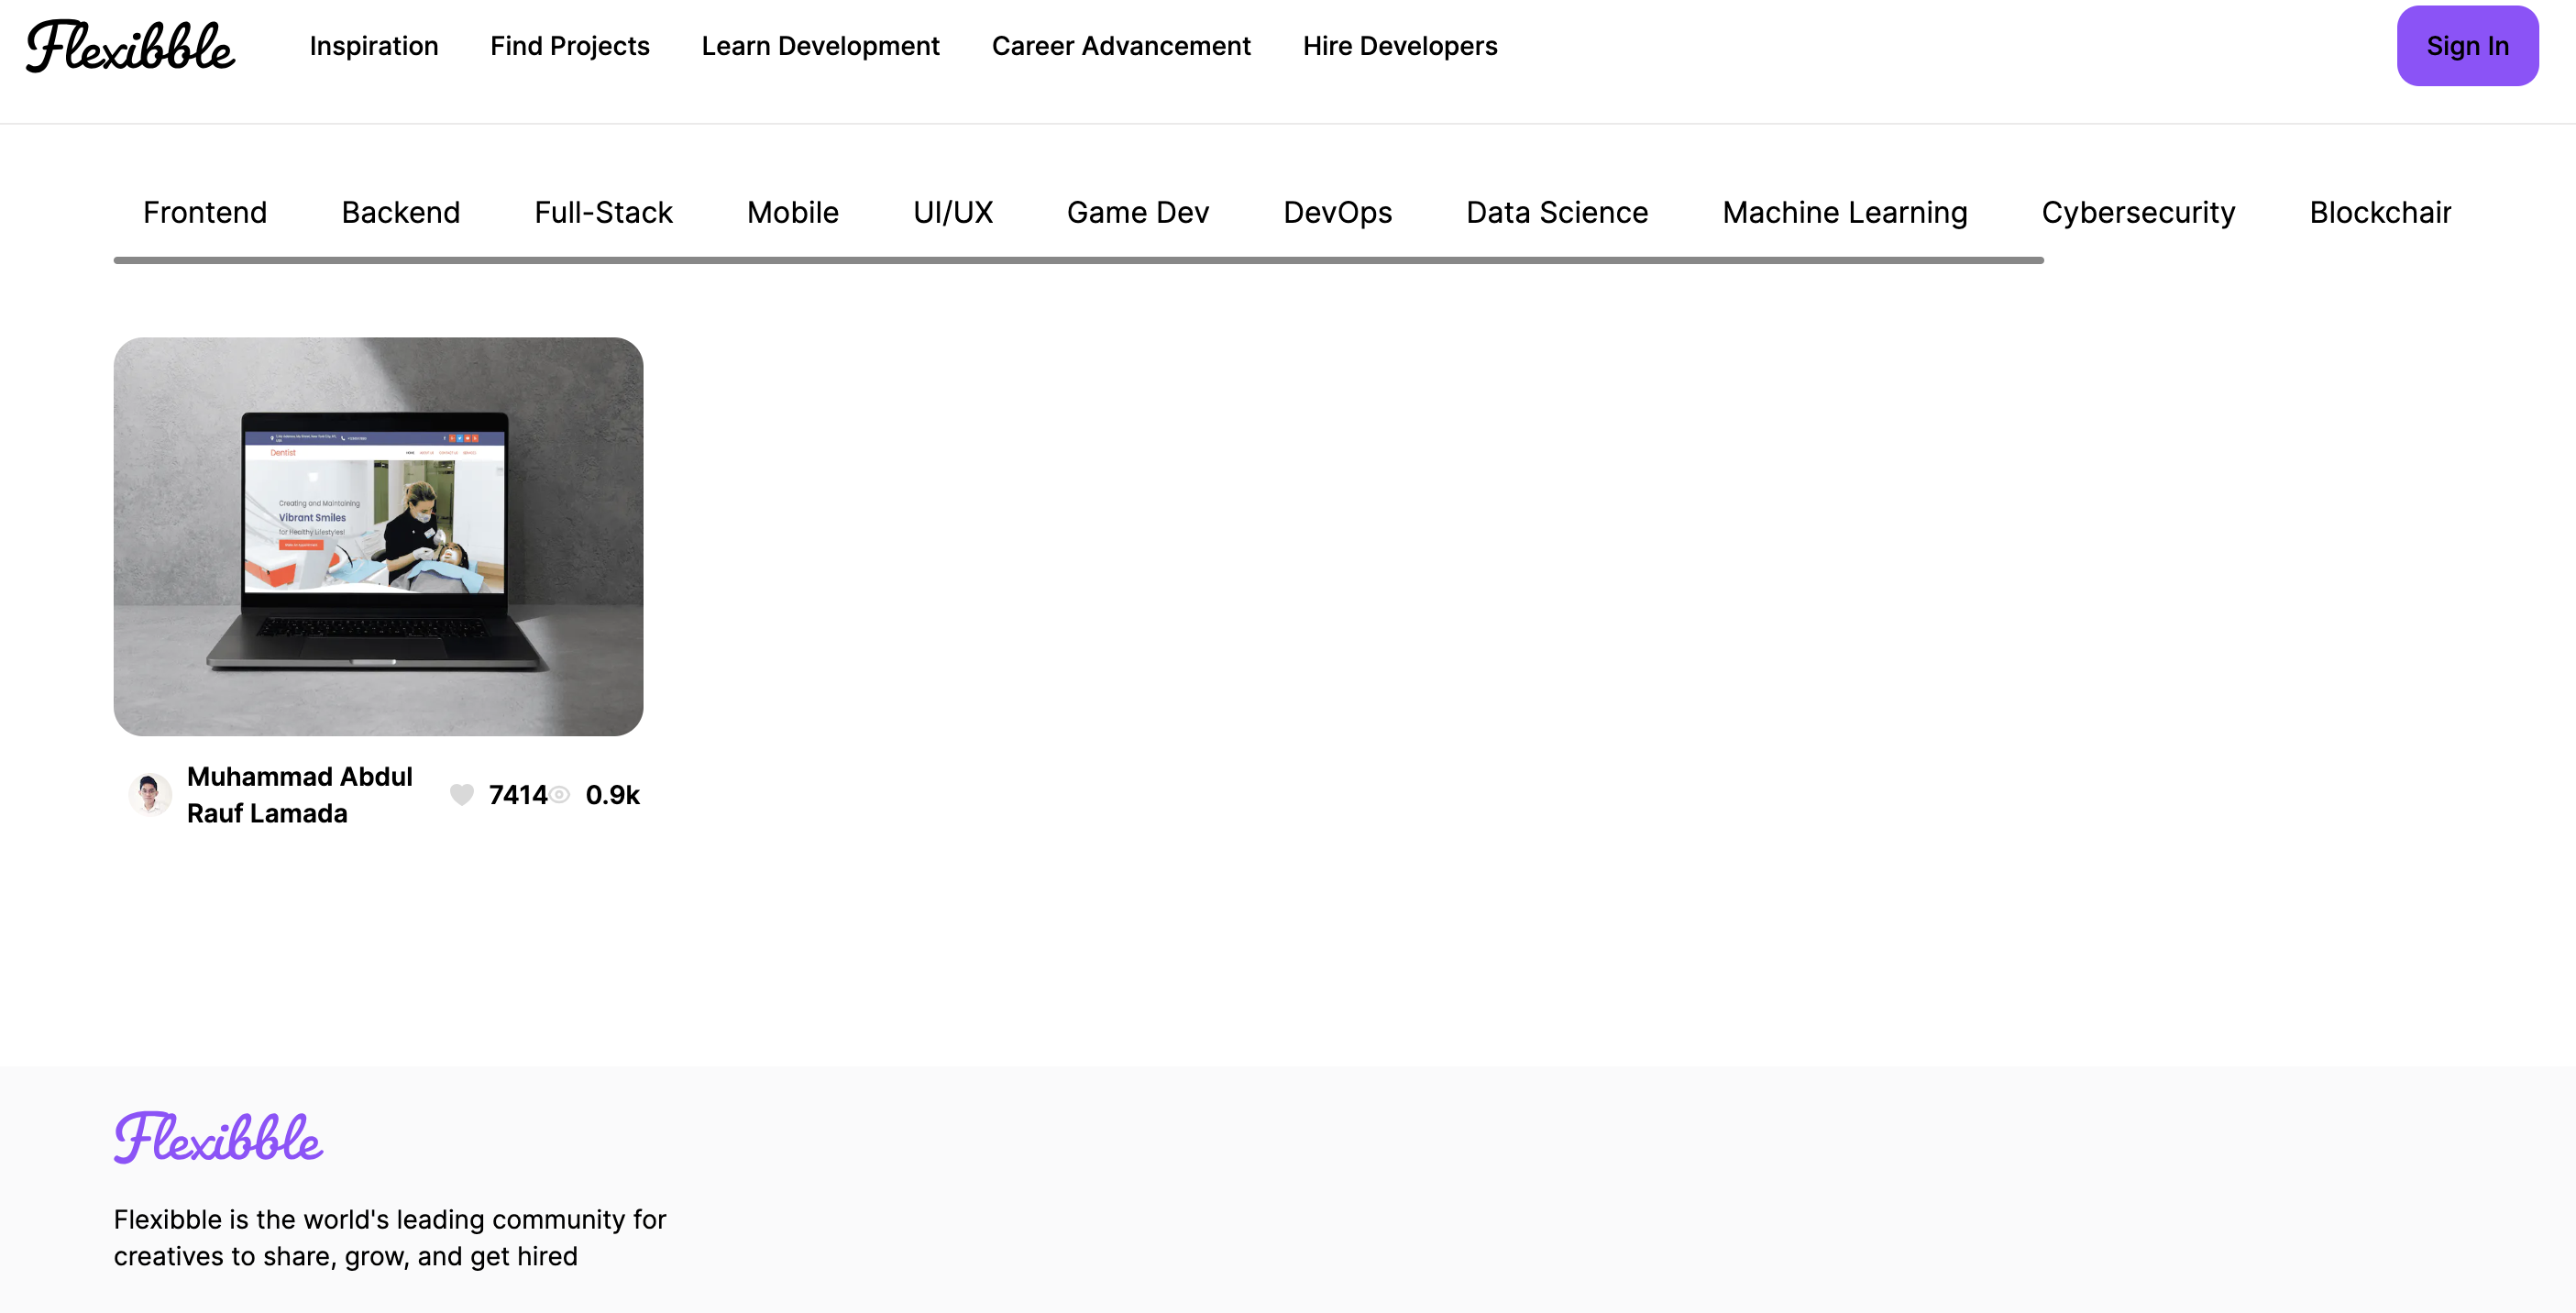 Flexibble
Inspiration
Find Projects
Learn Development
Career Advancement
Hire Developers
Sign In
Frontend
Backend
Full-Stack
Mobile
UI/UX
Game Dev
DevOps
Data Science
Machine Learning
Cybersecurity
Blockchair
Dentist
Creating and Maintaining
Vibrant Smiles
for Healthy Lifestyles!
Muhammad Abdul
Rauf Lamada
7414
0.9k
Flexibble
Flexibble is the world's leading community for
creatives to share, grow, and get hired